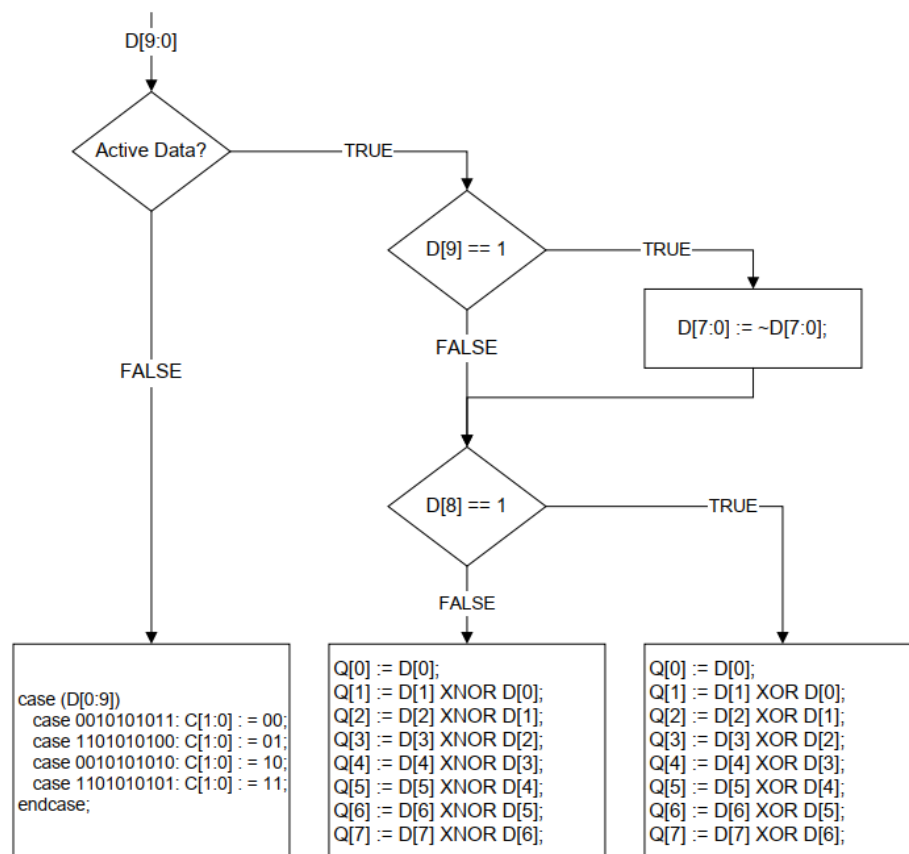 D[9:0]
Active Data?
TRUE
D[9] == 1
TRUE
D[7:0] := ~D[7:0];
FALSE
FALSE
D[8] == 1
TRUE
FALSE
case (D[0:9])
case 0010101011: C[1:0] : = 00;
case 1101010100: C[1:0] : = 01;
case 0010101010: C[1:0] : = 10;
case 1101010101: C[1:0] : = 11;
endcase;
Q[0] := D[0];
Q[1] := D[1] XNOR D[0];
Q[2] := D[2] XNOR D[1];
Q[3] := D[3] XNOR D[2];
Q[4] := D[4] XNOR D[3];
Q[5] := D[5] XNOR D[4];
Q[6] := D[6] XNOR D[5];
Q[7] := D[7] XNOR D[6];
Q[0] := D[0];
Q[1] := D[1] XOR D[0];
Q[2] := D[2] XOR D[1];
Q[3] := D[3] XOR D[2];
Q[4] := D[4] XOR D[3];
Q[5] := D[5] XOR D[4];
Q[6] := D[6] XOR D[5];
Q[7] := D[7] XOR D[6];